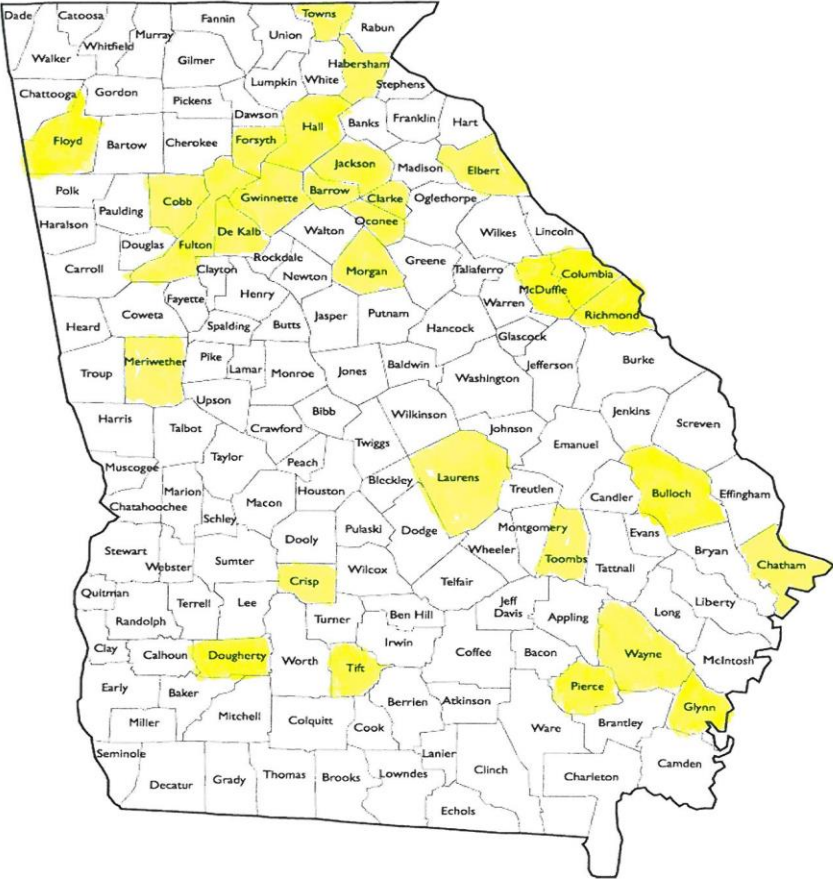 Dade
Catoosa
Fannin
Towns
Rabun
Whitfield
Murray
Union
Walker
Gilmer
Habersham
Lumpkin
White
Stephens
Chattooga
Gordon
Pickens
Dawson
Hall
Banks
Franklin
Hart
Floyd
Bartow
Cherokee
Forsyth
Jackson
Madison
Elbert
Polk
Paulding
Cobb
Gwinnette
Barrow
Clarke
Oglethorpe
Haralson
Douglas
Fulton
De Kalb
Walton
Oconee
Wilkes
Lincoln
Carroll
Clayton
Rockdale
Newton
Morgan
Greene
Taliaferro
McDuffie
Columbia
Coweta
Fayette
Henry
Warren
Richmond
Heard
Spalding
Butts
Jasper
Putnam
Hancock
Glascock
Troup
Meriwether
Pike
Lamar
Monroe
Jones
Baldwin
Washington
Jefferson
Burke
Harris
Talbot
Upson
Crawford
Bibb
Wilkinson
Johnson
Emanuel
Jenkins
Screven
Muscogee
Taylor
Peach
Twiggs
Chatahoochee
Marion
Schley
Macon
Houston
Bleckley
Laurens
Treutlen
Candler
Bulloch
Effingham
Stewart
Webster
Sumter
Dooly
Pulaski
Dodge
Wheeler
Montgomery
Toombs
Tattnall
Evans
Bryan
Chatham
Quitman
Randolph
Terrell
Lee
Crisp
Wilcox
Telfair
Turner
Ben Hill
Jeff
Davis
Appling
Long
Liberty
Clay
Calhoun
Dougherty
Worth
Tift
Irwin
Coffee
Bacon
Wayne
McIntosh
Early
Baker
Pierce
Glynn
Miller
Mitchell
Colquitt
Cook
Berrien
Atkinson
Ware
Brantley
Seminole
Decatur
Grady
Thomas
Brooks
Lowndes
Lanier
Clinch
Echols
Charleton
Camden